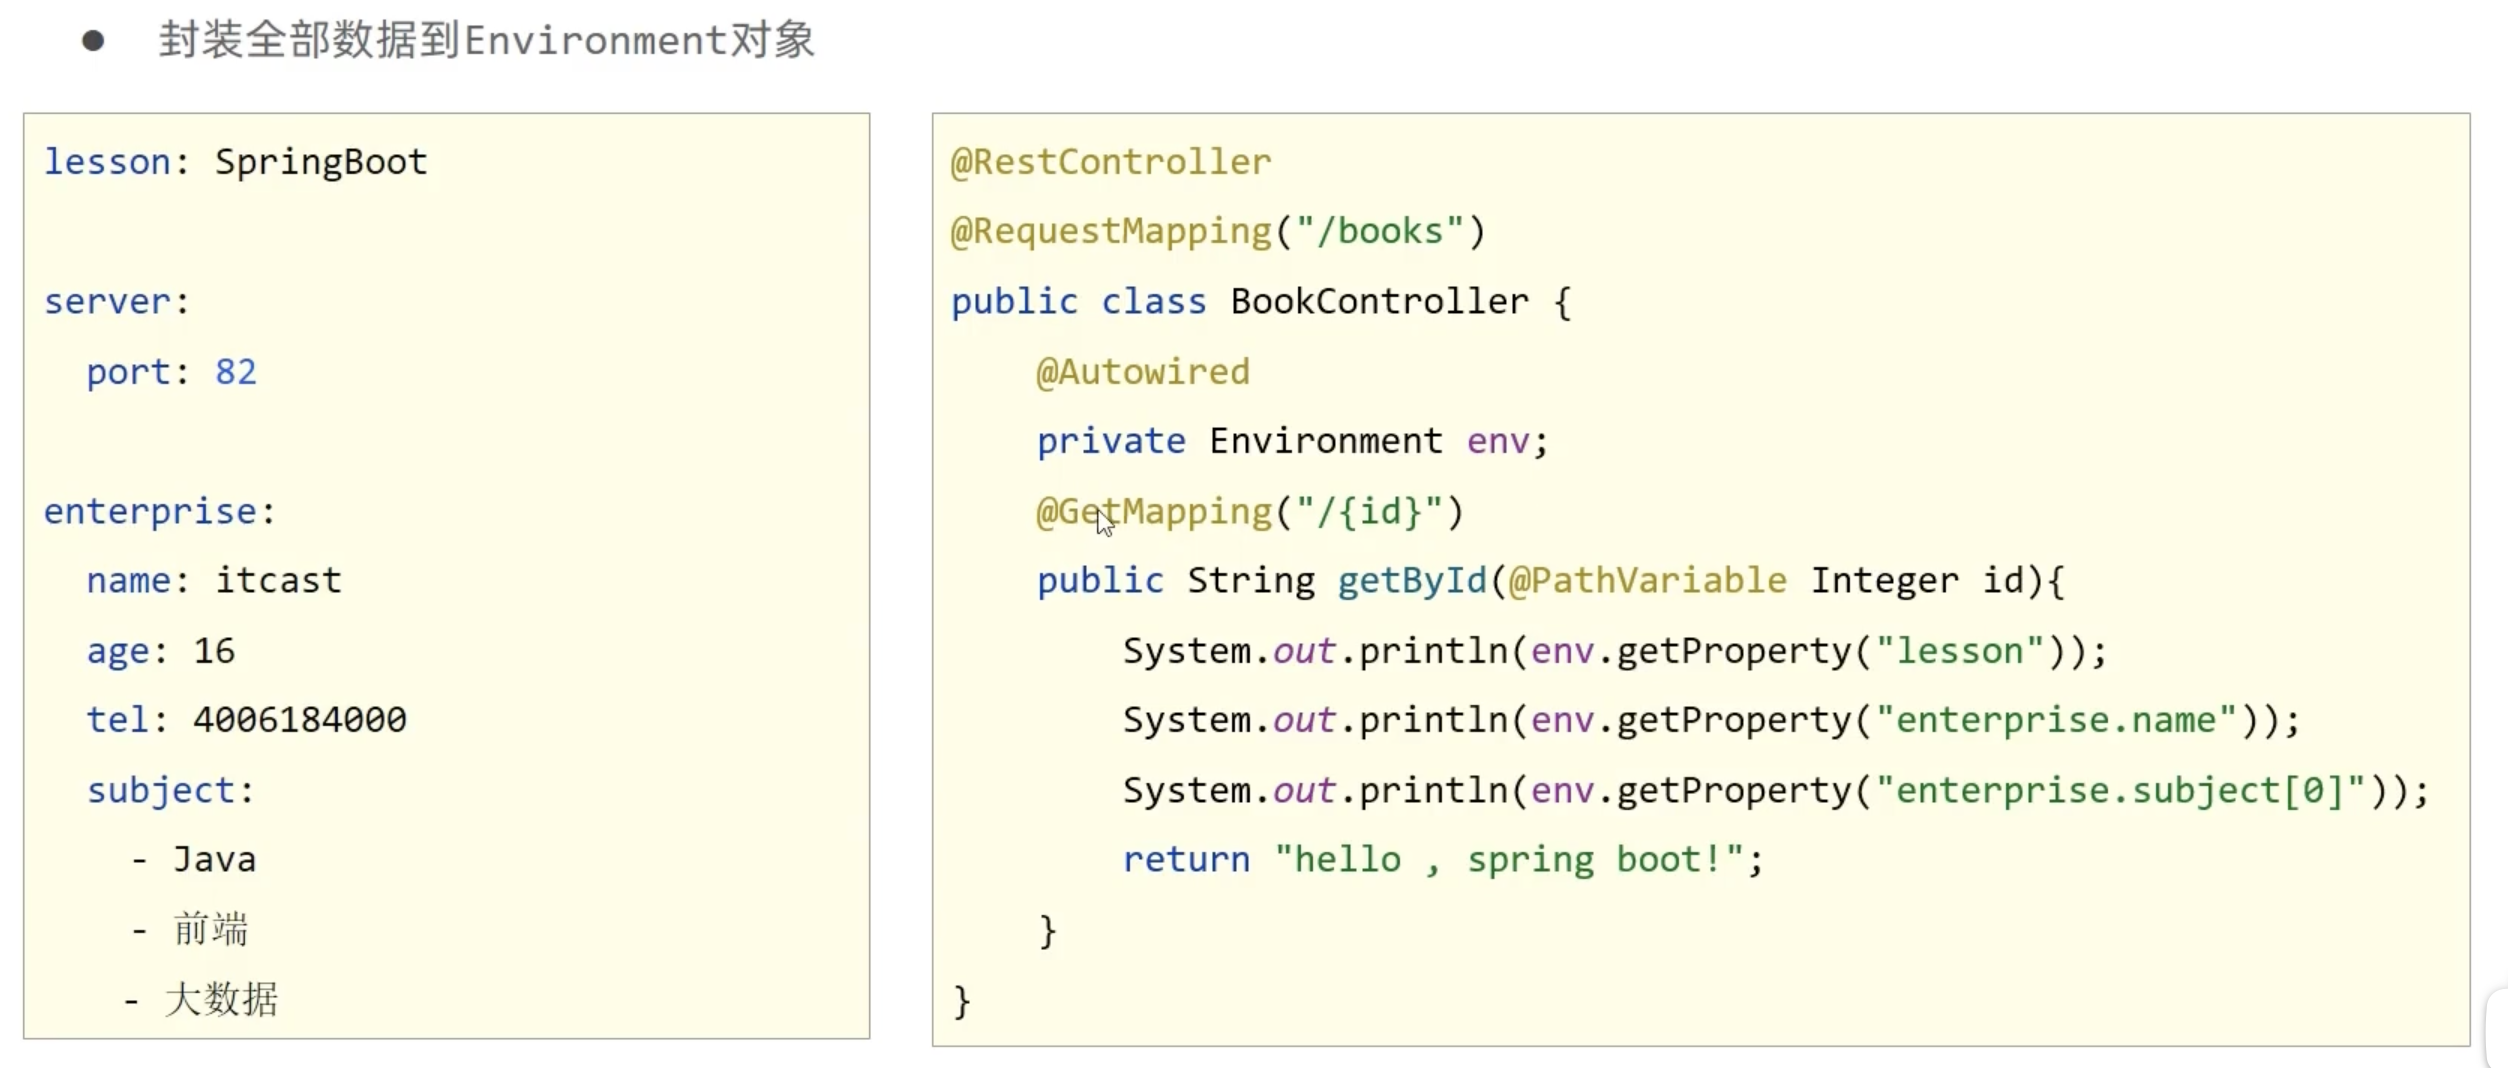 ● 封装全部数据到Environment对象
lesson: SpringBoot

server:
  port: 82

enterprise:
  name: itcast
  age: 16
  tel: 4006184000
  subject:
    - Java
    - 前端
    - 大数据
@RestController
@RequestMapping("/books")
public class BookController {
    @Autowired
    private Environment env;
    @GetMapping("/{id}")
    public String getById(@PathVariable Integer id){
        System.out.println(env.getProperty("lesson"));
        System.out.println(env.getProperty("enterprise.name"));
        System.out.println(env.getProperty("enterprise.subject[0]"));
        return "hello , spring boot!";
    }
}